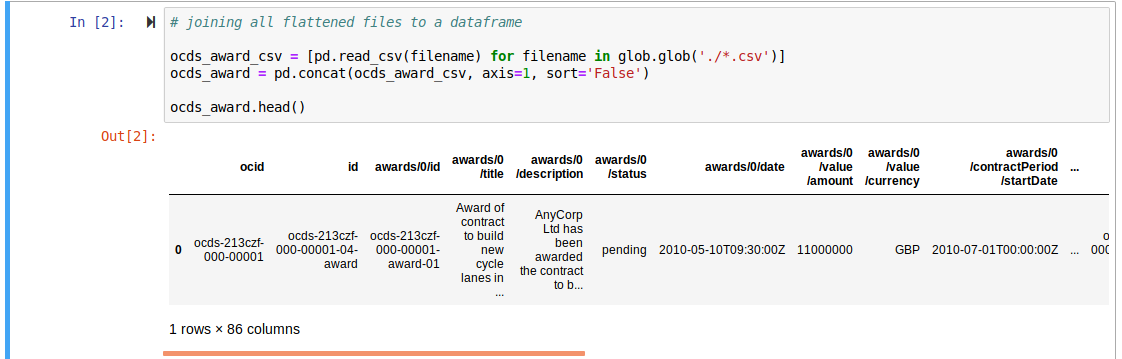 In [2]:
# joining all flattened files to a dataframe
ocds_award_csv = [pd.read_csv(filename) for filename in glob.glob('./*.csv')]
ocds_award = pd.concat(ocds_award_csv, axis=1, sort='False')
ocds_award.head()
Out[2]:
ocid id awards/0/id awards/0 /title awards/0 /description awards/0 /status awards/0/date awards/0 /value /amount awards/0 /value /currency awards/0 /contractPeriod /startDate ...
0 ocds-213czf- 000-00001 ocds-213czf- 000-00001-04- award ocds-213czf- 000-00001- award-01 Award of contract to build new cycle lanes in ... AnyCorp Ltd has been awarded the contract to b... pending 2010-05-10T09:30:00Z 11000000 GBP 2010-07-01T00:00:00Z ...
1 rows × 86 columns